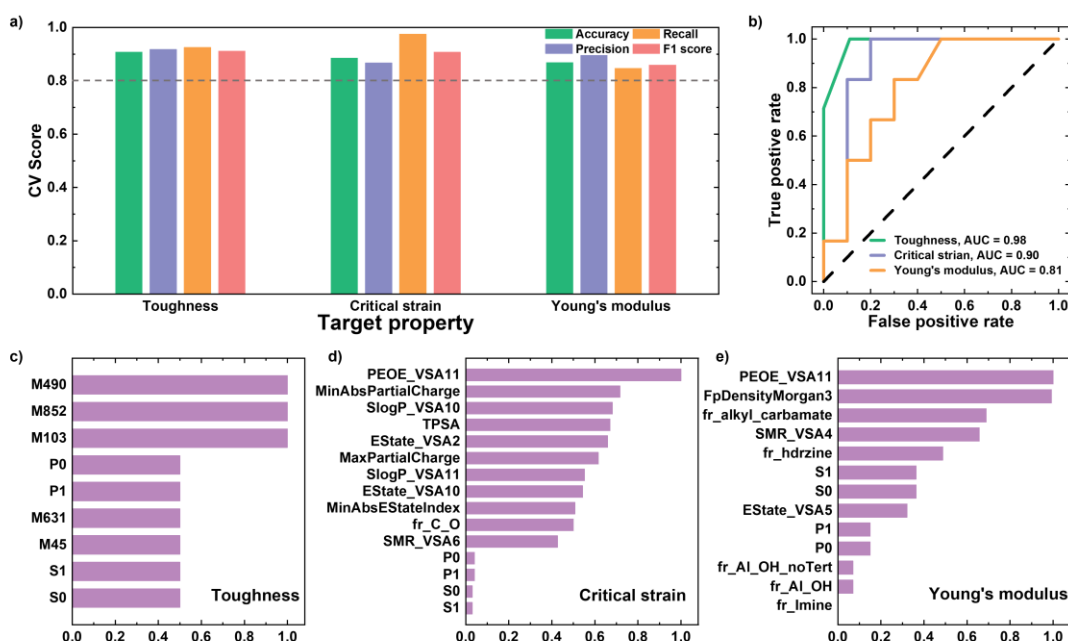 a)
1.0
0.8
0.6
0.4
0.2
0.0
CV Score
Accuracy
Recall
Precision
F1 score
Toughness
Critical strain
Young's modulus
Target property
b)
1.0
0.8
0.6
0.4
0.2
0.0
True postive rate
Toughness, AUC = 0.98
Critical strian, AUC = 0.90
Young's modulus, AUC = 0.81
0.0 0.2 0.4 0.6 0.8 1.0
False positive rate
c)
M490
M852
M103
P0
P1
M631
M45
S1
S0
Toughness
0.0 0.2 0.4 0.6 0.8 1.0
d)
PEOE_VSA11
MinAbsPartialCharge
SlogP_VSA10
TPSA
EState_VSA2
MaxPartialCharge
SlogP_VSA11
EState_VSA10
MinAbsEStateIndex
fr_C_O
SMR_VSA6
P0
P1
S0
S1
Critical strain
0.0 0.2 0.4 0.6 0.8 1.0
e)
PEOE_VSA11
FpDensityMorgan3
fr_alkyl_carbamate
SMR_VSA4
fr_hdrzine
S1
S0
EState_VSA5
P1
P0
fr_Al_OH_noTert
fr_Al_OH
fr_Imine
Young's modulus
0.0 0.2 0.4 0.6 0.8 1.0